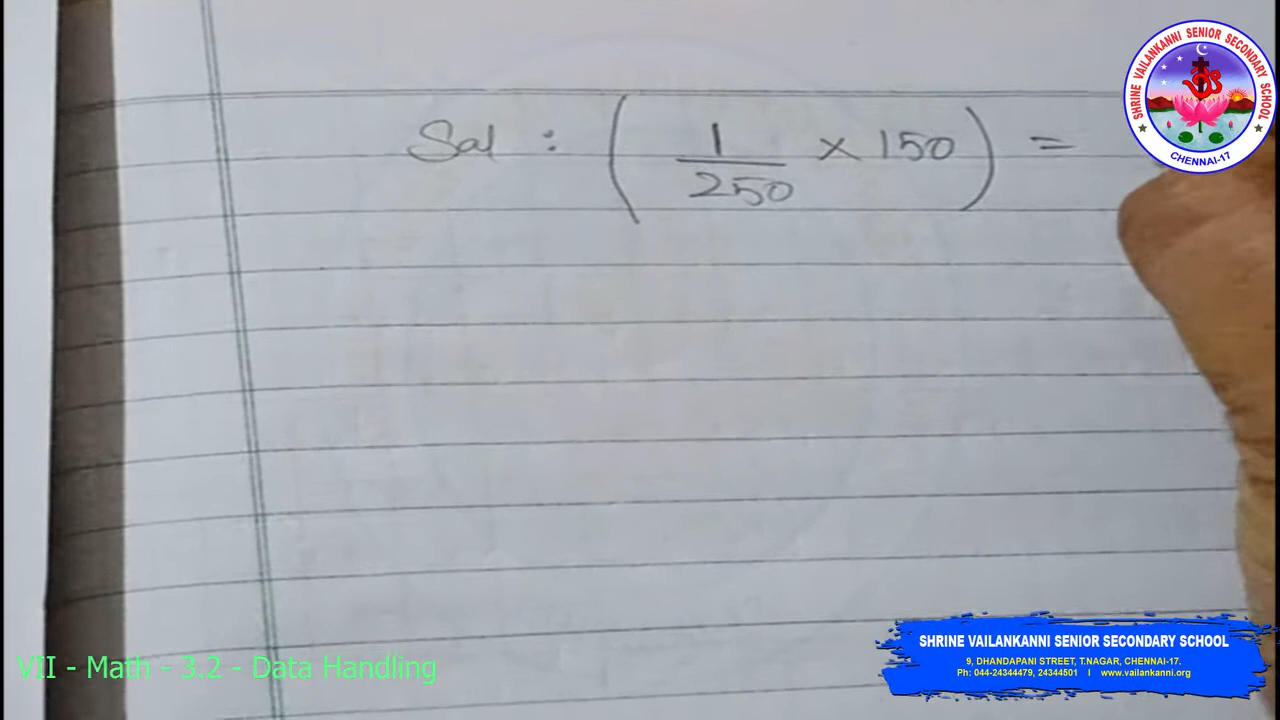 Sol : ( 1/250 × 150 ) =
SHRINE VAILANKANNI SENIOR SECONDARY SCHOOL
CHENNAI-17
VII - Math - 3.2 - Data Handling
SHRINE VAILANKANNI SENIOR SECONDARY SCHOOL
9, DHANDAPANI STREET, T.NAGAR, CHENNAI-17.
Ph: 044-24344479, 24344501 I www.vailankanni.org